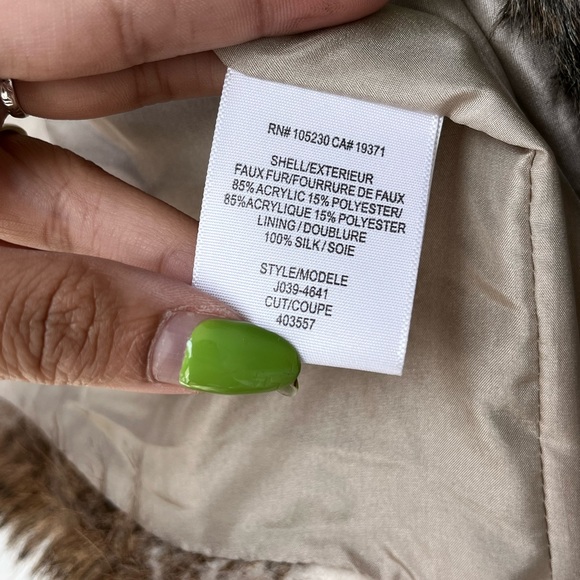 RN# 105230 CA# 19371
SHELL/EXTERIEUR
FAUX FUR/FOURRURE DE FAUX
85% ACRYLIC 15% POLYESTER/
85%ACRYLIQUE 15% POLYESTER
LINING / DOUBLURE
100% SILK / SOIE
STYLE/MODELE
J039-4641
CUT/COUPE
403557